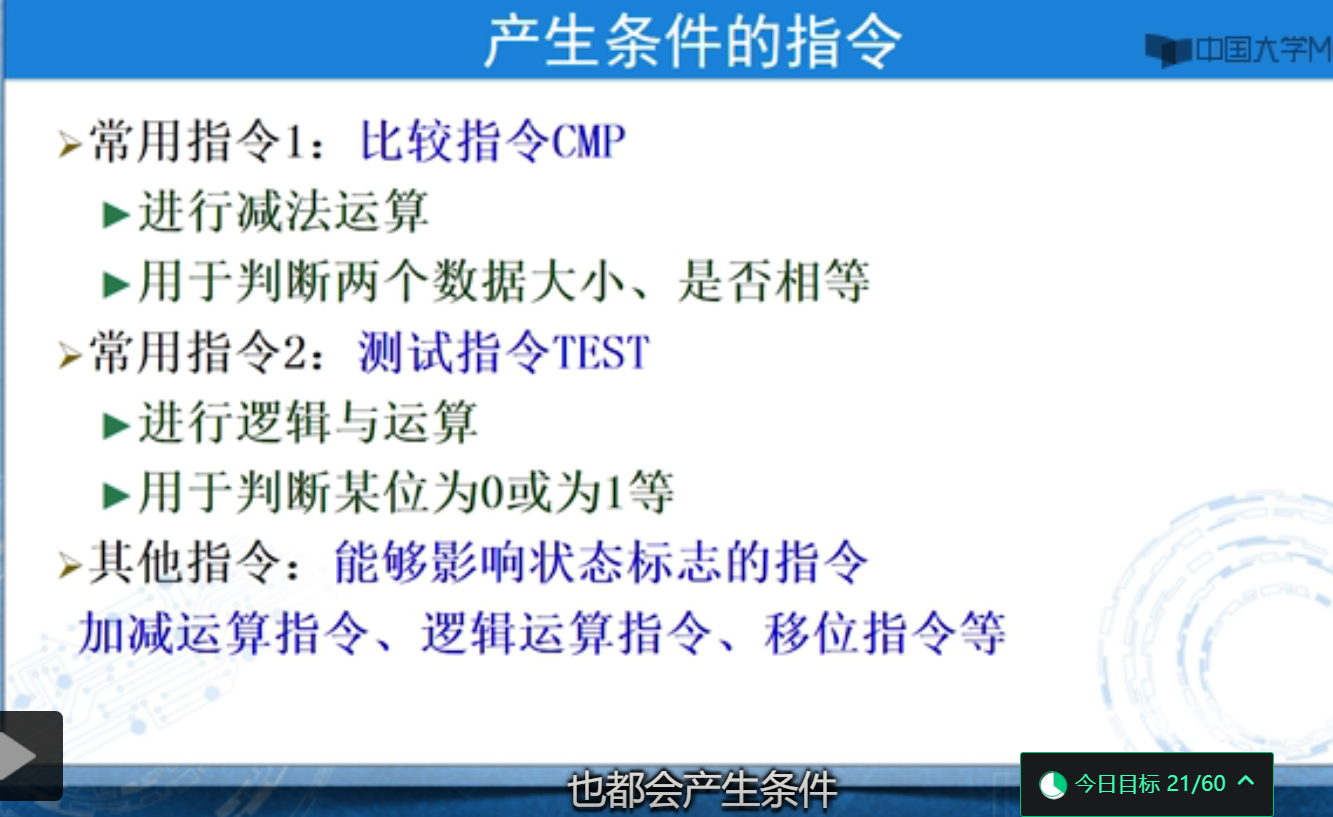 产生条件的指令
中国大学M
常用指令1：比较指令CMP
进行减法运算
用于判断两个数据大小、是否相等
常用指令2：测试指令TEST
进行逻辑与运算
用于判断某位为0或为1等
其他指令：能够影响状态标志的指令
加减运算指令、逻辑运算指令、移位指令等
也都会产生条件
今日目标 21/60